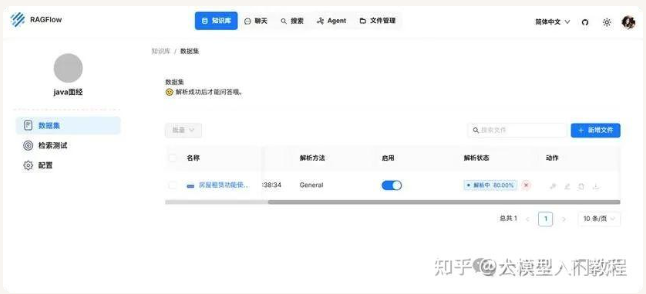 RAGFlow
知识库
聊天
搜索
Agent
文件管理
简体中文
java面经
数据集
检索测试
配置
知识库 / 数据集
数据集
解析成功后才能问答哦。
批量
搜索文件
+ 新增文件
名称
解析方法
启用
解析状态
动作
房屋租赁功能使...
:38:34
General
解析中 80.00%
总共 1
1
10 条/页
知乎 @大模型入门教程